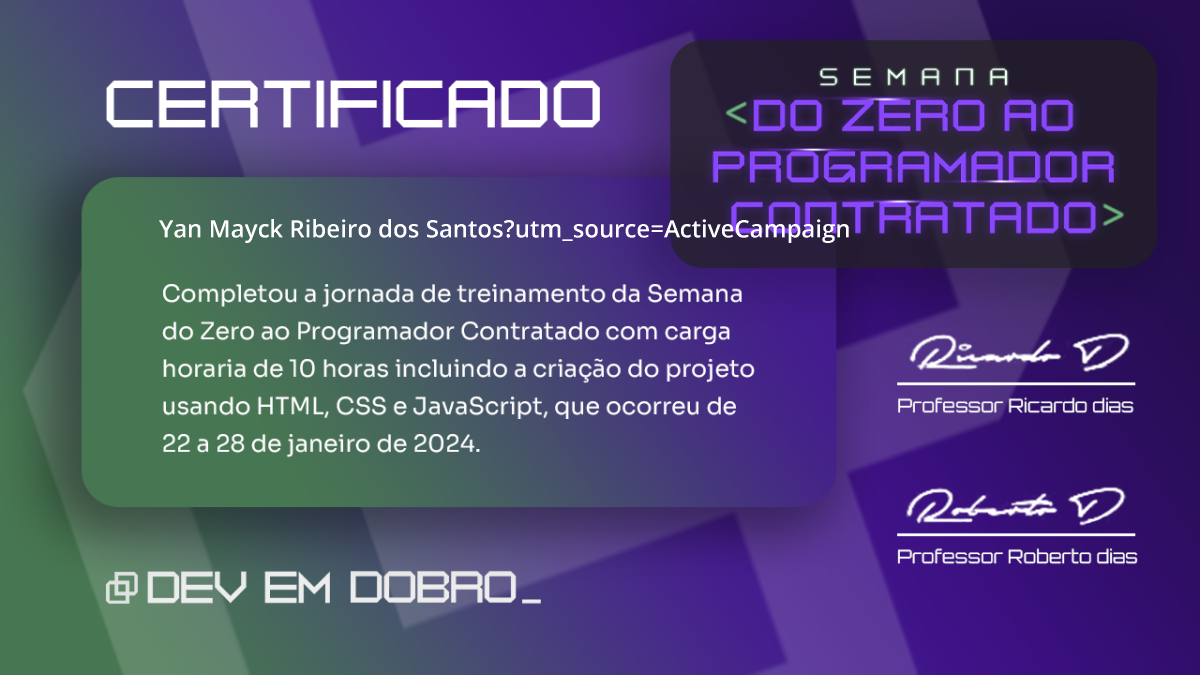 CERTIFICADO
SEMANA
<DO ZERO AO
PROGRAMADOR
CONTRATADO>
Yan Mayck Ribeiro dos Santos?utm_source=ActiveCampaign
Completou a jornada de treinamento da Semana
do Zero ao Programador Contratado com carga
horaria de 10 horas incluindo a criação do projeto
usando HTML, CSS e JavaScript, que ocorreu de
22 a 28 de janeiro de 2024.
Ricardo D
Professor Ricardo dias
Roberto D
Professor Roberto dias
DEV EM DOBRO_